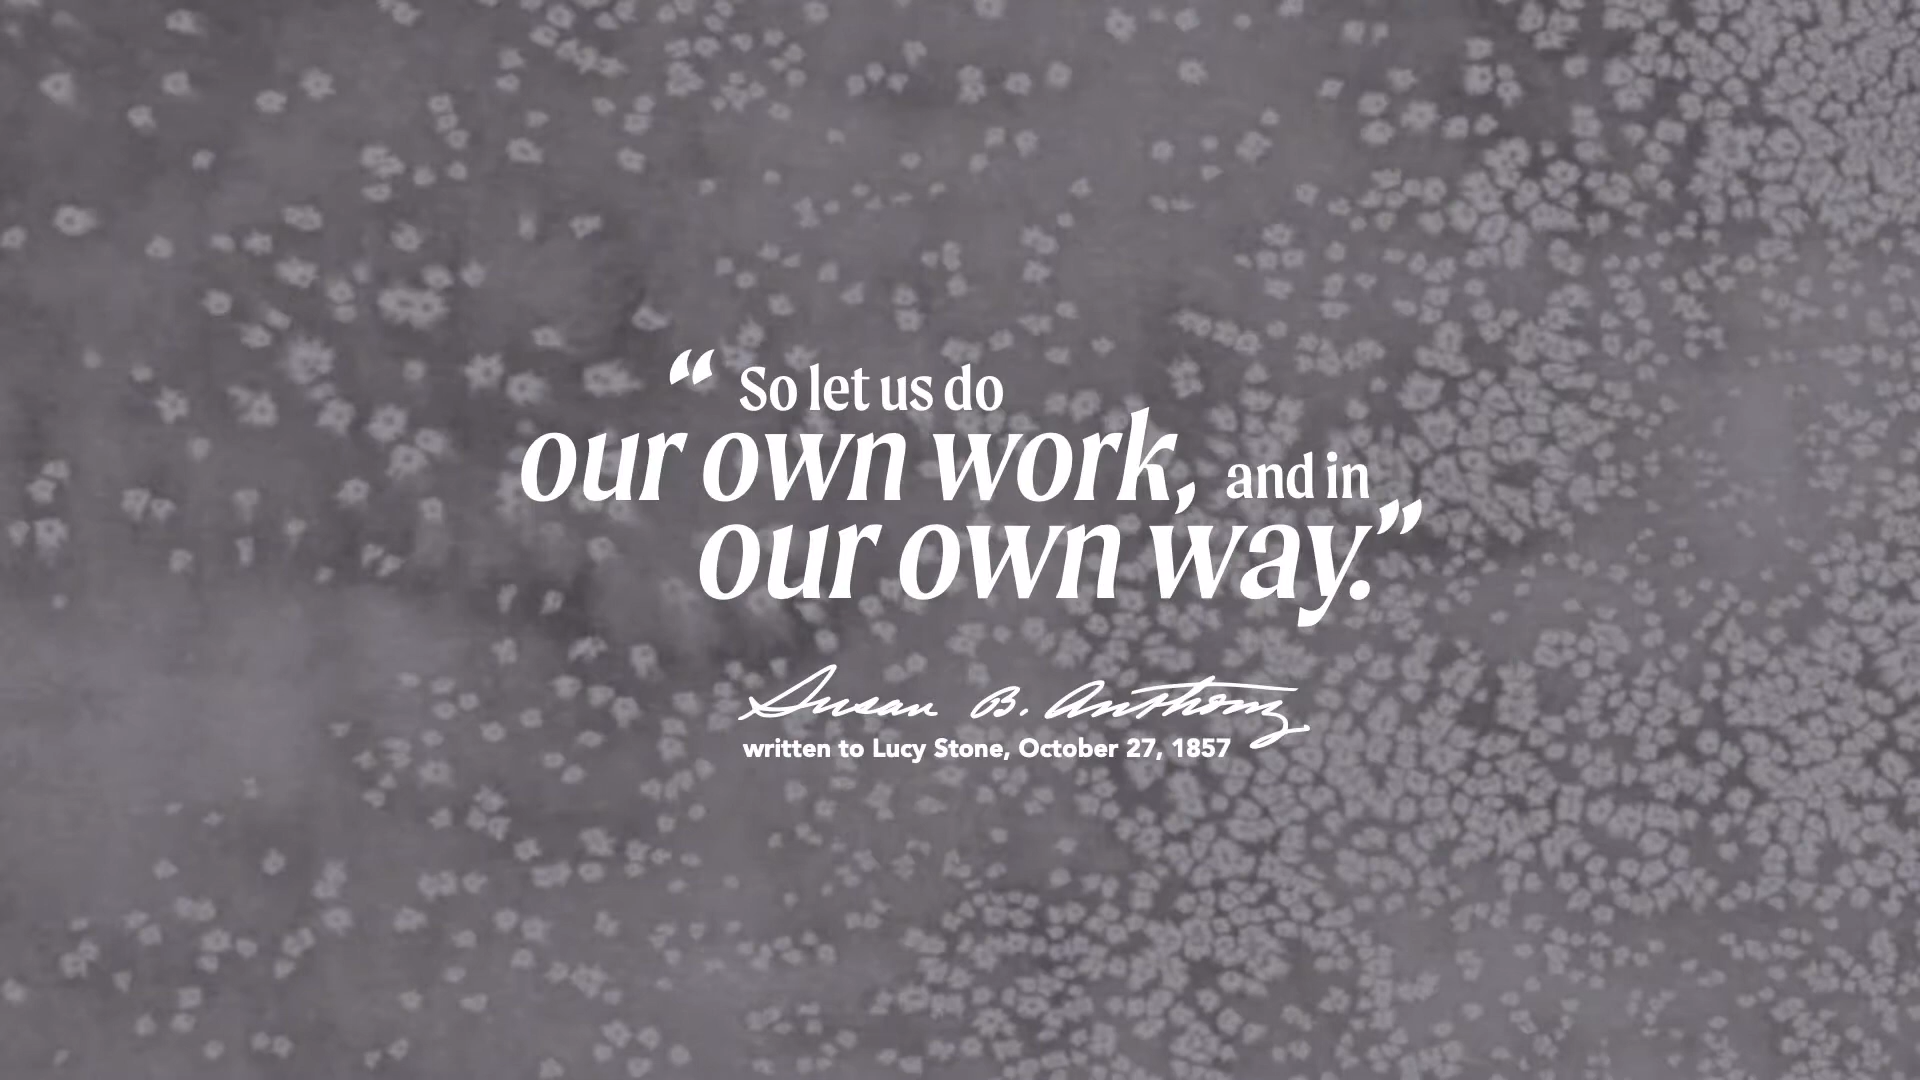 “ So let us do
our own work, and in
our own way.”
Susan B. Anthony
written to Lucy Stone, October 27, 1857